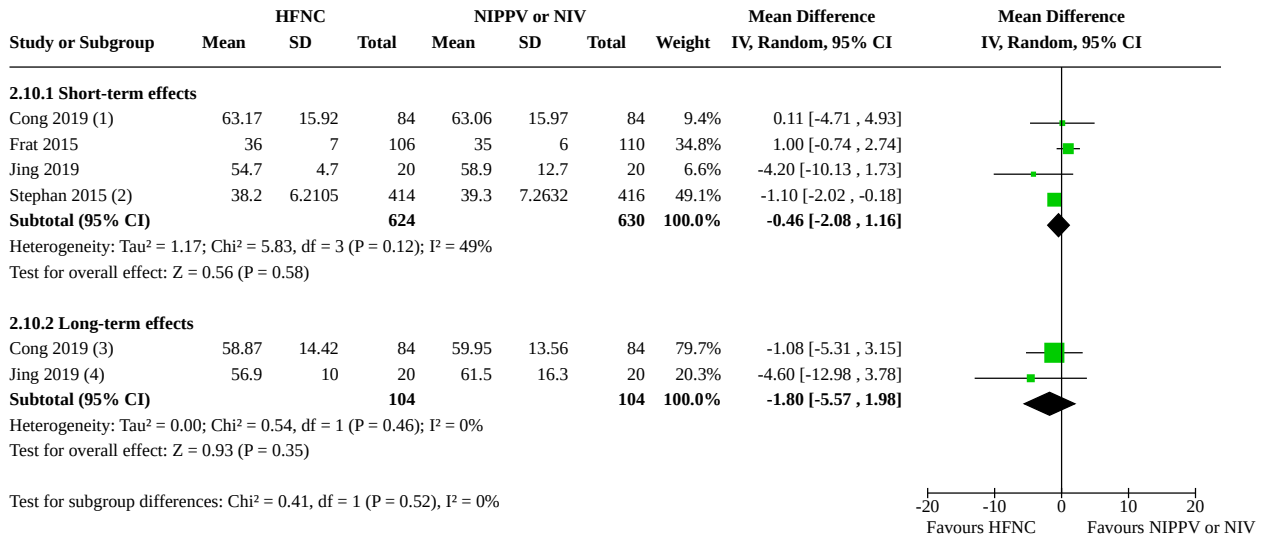 HFNC NIPPV or NIV Mean Difference Mean Difference
Study or Subgroup Mean SD Total Mean SD Total Weight IV, Random, 95% CI IV, Random, 95% CI
2.10.1 Short-term effects
Cong 2019 (1) 63.17 15.92 84 63.06 15.97 84 9.4% 0.11 [-4.71 , 4.93]
Frat 2015 36 7 106 35 6 110 34.8% 1.00 [-0.74 , 2.74]
Jing 2019 54.7 4.7 20 58.9 12.7 20 6.6% -4.20 [-10.13 , 1.73]
Stephan 2015 (2) 38.2 6.2105 414 39.3 7.2632 416 49.1% -1.10 [-2.02 , -0.18]
Subtotal (95% CI) 624 630 100.0% -0.46 [-2.08 , 1.16]
Heterogeneity: Tau² = 1.17; Chi² = 5.83, df = 3 (P = 0.12); I² = 49%
Test for overall effect: Z = 0.56 (P = 0.58)
2.10.2 Long-term effects
Cong 2019 (3) 58.87 14.42 84 59.95 13.56 84 79.7% -1.08 [-5.31 , 3.15]
Jing 2019 (4) 56.9 10 20 61.5 16.3 20 20.3% -4.60 [-12.98 , 3.78]
Subtotal (95% CI) 104 104 100.0% -1.80 [-5.57 , 1.98]
Heterogeneity: Tau² = 0.00; Chi² = 0.54, df = 1 (P = 0.46); I² = 0%
Test for overall effect: Z = 0.93 (P = 0.35)
Test for subgroup differences: Chi² = 0.41, df = 1 (P = 0.52), I² = 0%
-20 -10 0 10 20
Favours HFNC Favours NIPPV or NIV